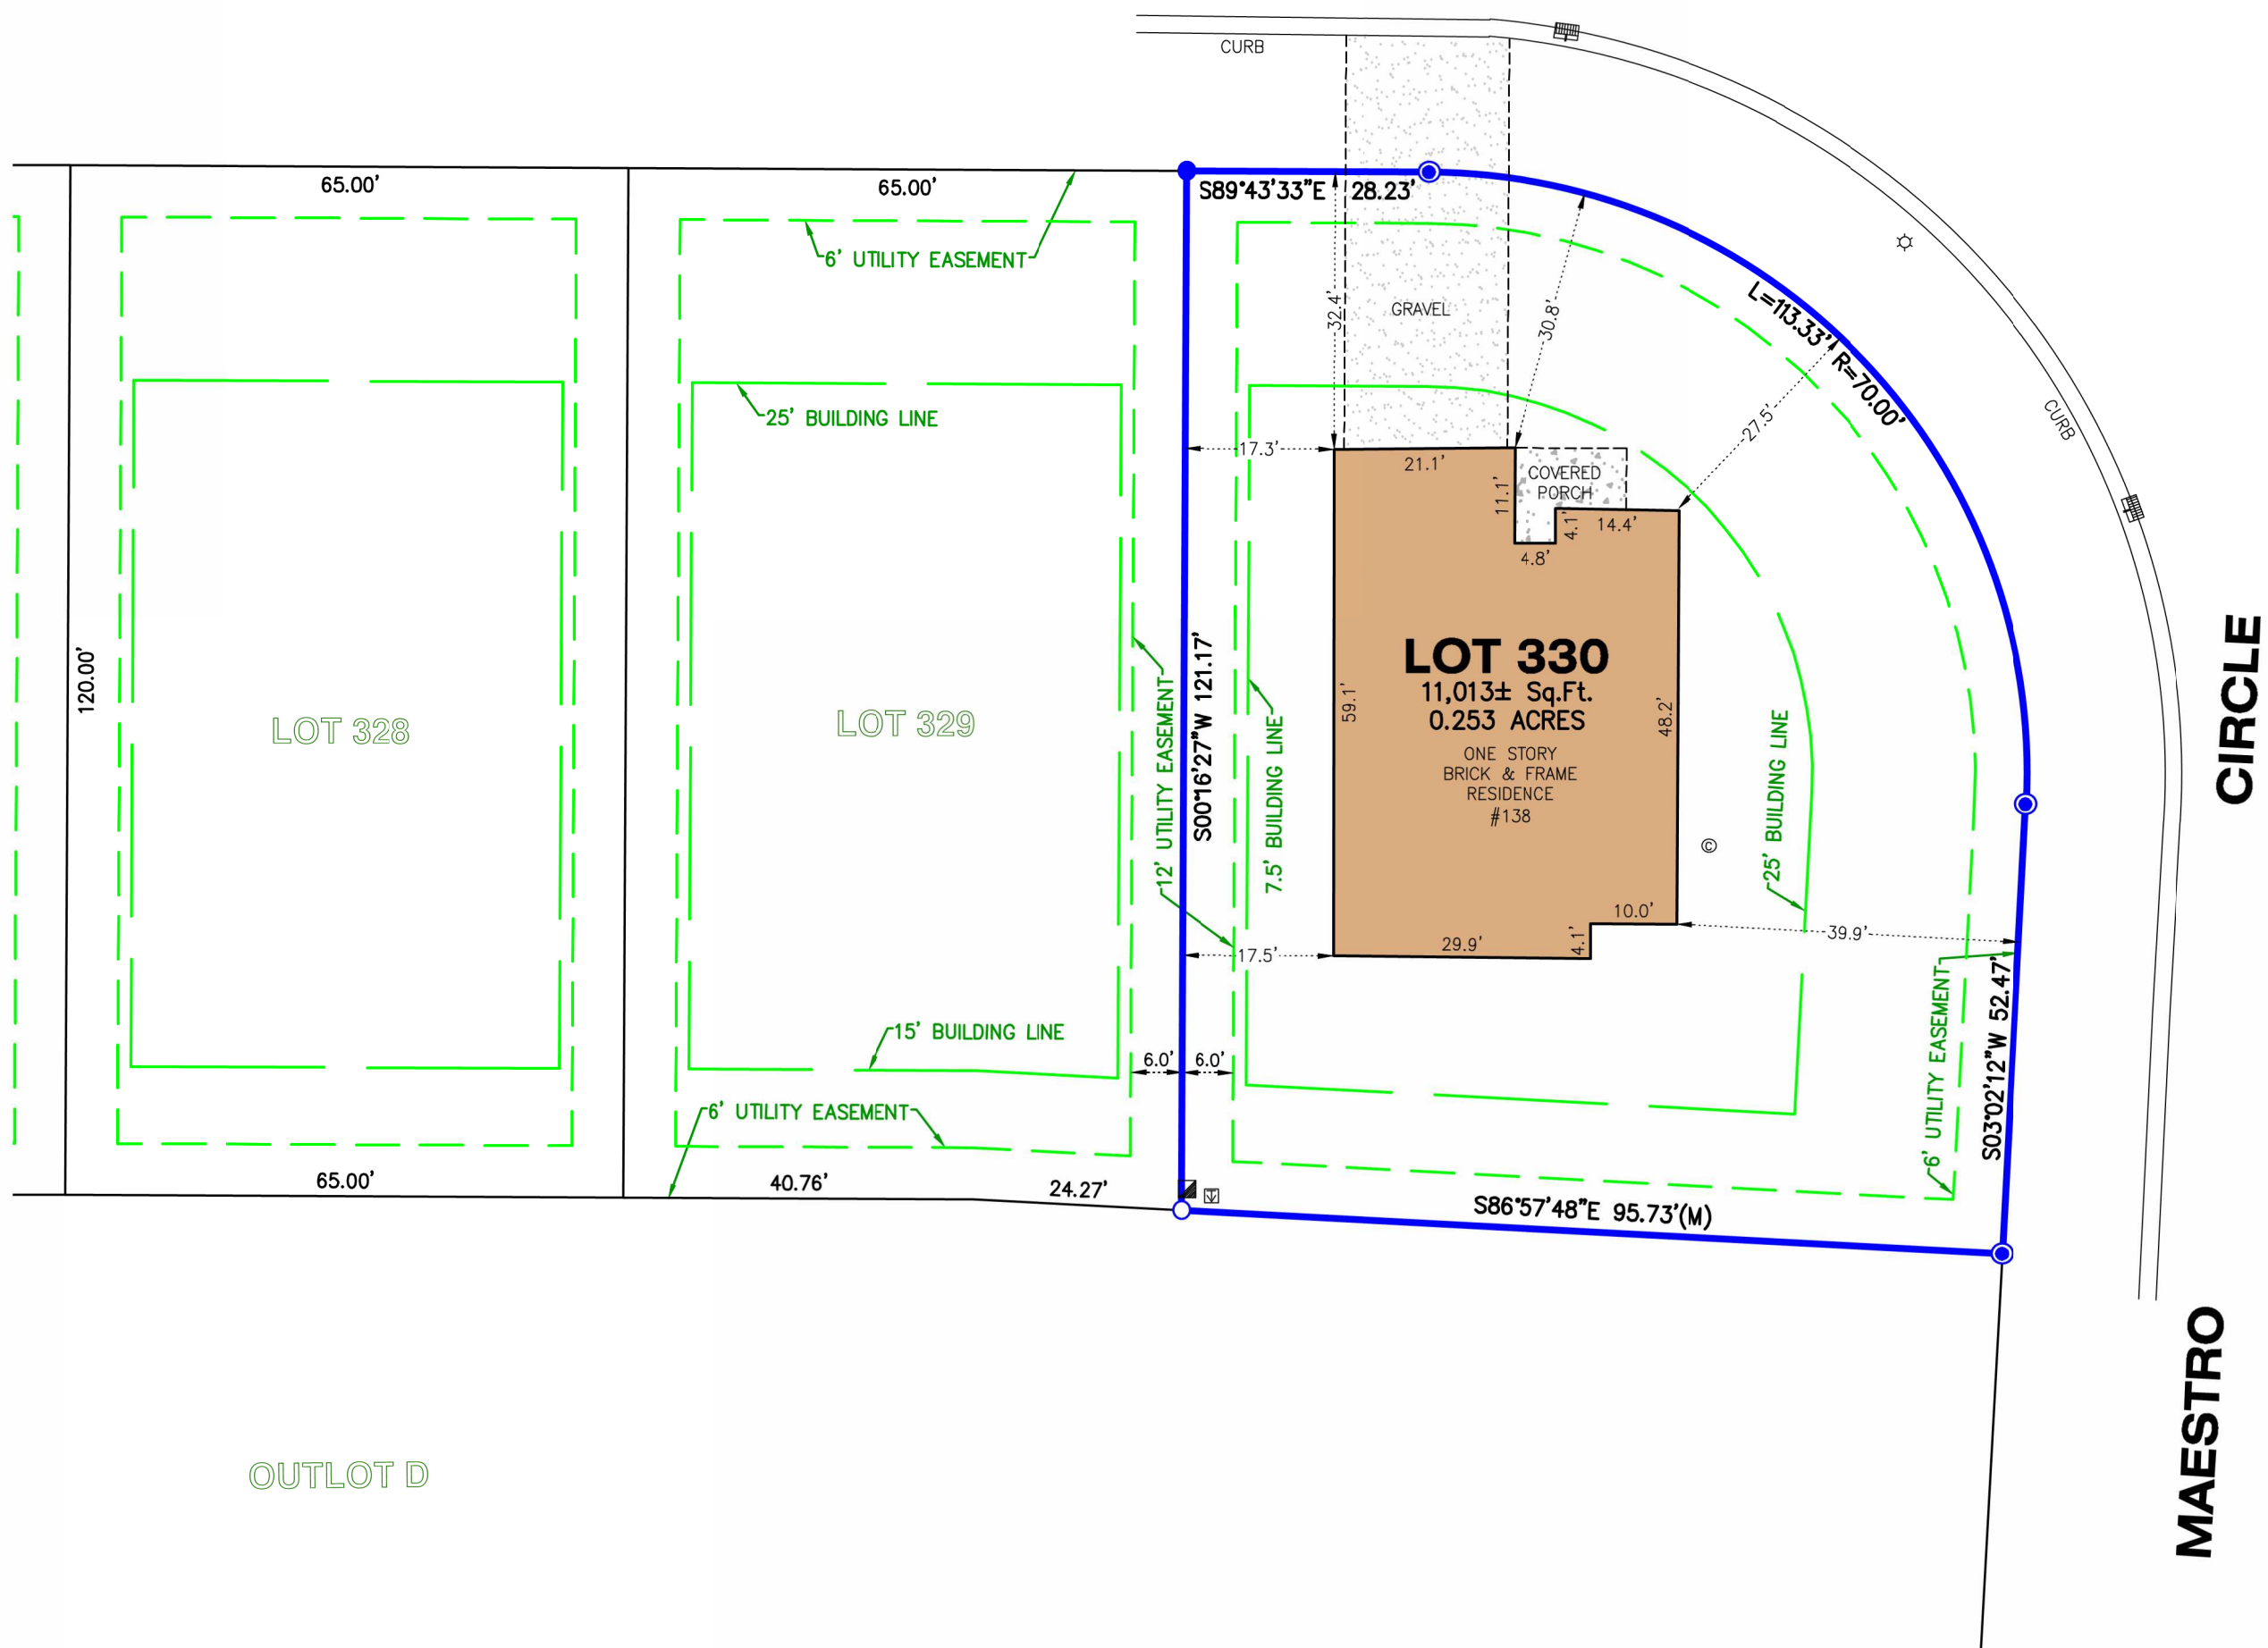 CURB
65.00'
65.00'
S89°43'33"E 28.23'
6' UTILITY EASEMENT
L=113.33' R=70.00'
32.4'
GRAVEL
30.8'
25' BUILDING LINE
27.5'
CURB
17.3'
21.1'
11.1'
COVERED
PORCH
4.1'
14.4'
4.8'
120.00'
LOT 328
LOT 329
12' UTILITY EASEMENT
S00°16'27"W 121.17'
7.5' BUILDING LINE
59.1'
LOT 330
11,013± Sq.Ft.
0.253 ACRES
ONE STORY
BRICK & FRAME
RESIDENCE
#138
48.2'
25' BUILDING LINE
©
CIRCLE
10.0'
4.1'
29.9'
17.5'
39.9'
15' BUILDING LINE
6.0'
6.0'
6' UTILITY EASEMENT
S03°02'12"W 52.47'
6' UTILITY EASEMENT
65.00'
40.76'
24.27'
S86°57'48"E 95.73'(M)
MAESTRO
OUTLOT D